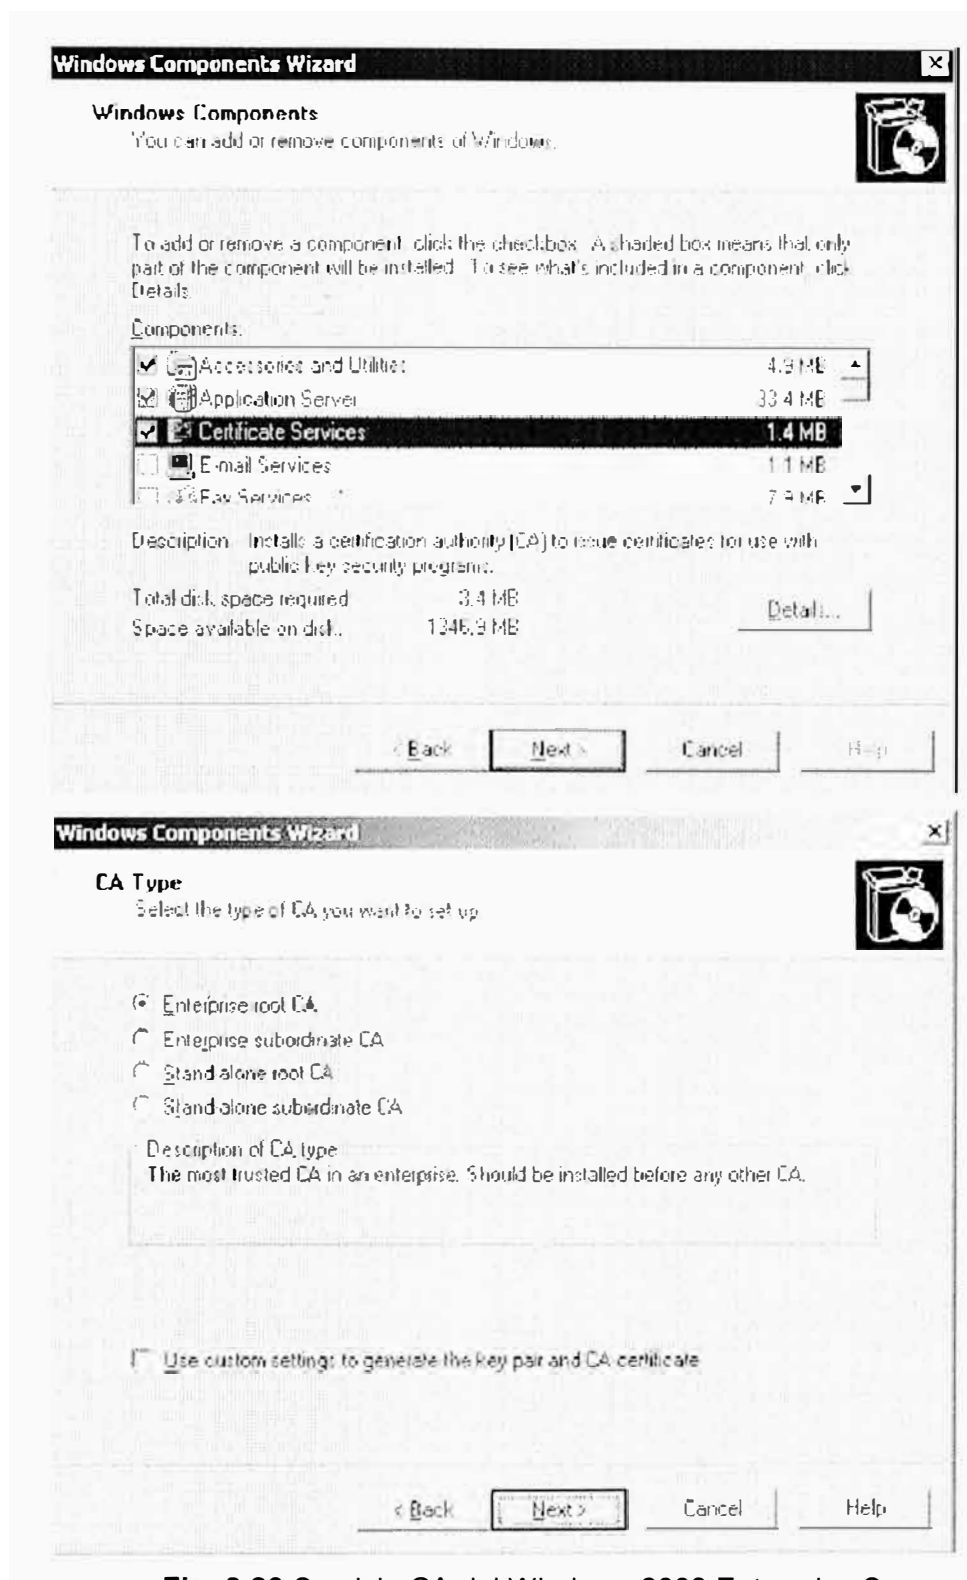 Windows Components Wizard
Windows Components
You can add or remove components of Windows.
To add or remove a component, click the checkbox. A shaded box means that only
part of the component will be installed. To see what's included in a component, click
Details.
Components:
Accessories and Utilities 4.9 MB
Application Server 33.4 MB
Certificate Services 1.4 MB
E-mail Services 1.1 MB
Fax Services 7.9 MB
Description: Installs a certification authority (CA) to issue certificates for use with
public key security programs.
Total disk space required: 3.4 MB
Space available on disk: 1346.9 MB
Details...
< Back Next > Cancel Help
Windows Components Wizard
CA Type
Select the type of CA you want to set up.
Enterprise root CA
Enterprise subordinate CA
Stand-alone root CA
Stand-alone subordinate CA
Description of CA type
The most trusted CA in an enterprise. Should be installed before any other CA.
Use custom settings to generate the key pair and CA certificate
< Back Next > Cancel Help